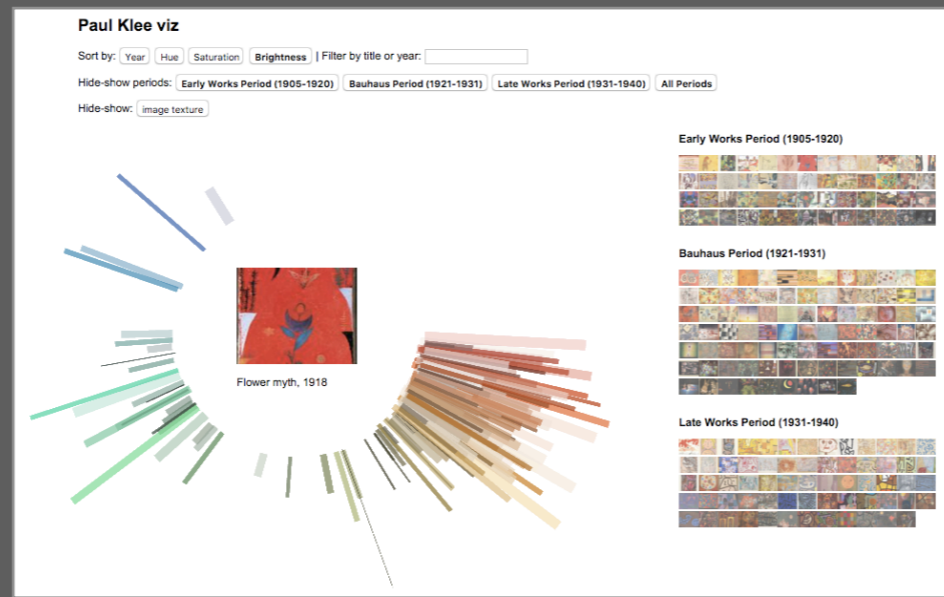 Paul Klee viz
Sort by: Year Hue Saturation Brightness | Filter by title or year:
Hide-show periods: Early Works Period (1905-1920) Bauhaus Period (1921-1931) Late Works Period (1931-1940) All Periods
Hide-show: image texture
Early Works Period (1905-1920)
Bauhaus Period (1921-1931)
Flower myth, 1918
Late Works Period (1931-1940)